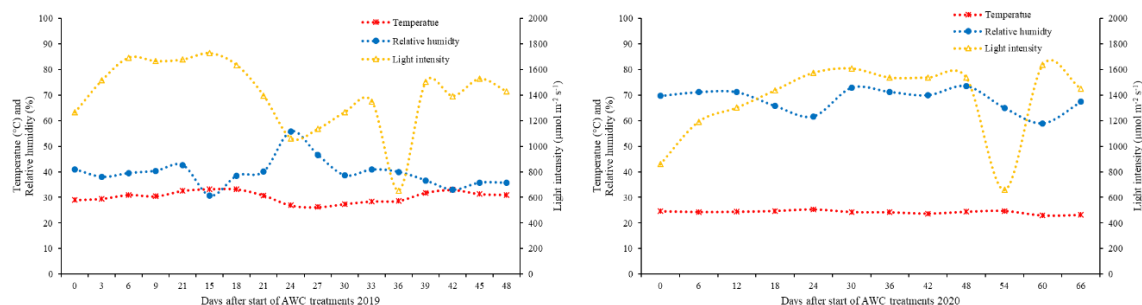 Temperatue
Relative humidty
Light intensity
100
90
80
70
60
50
40
30
20
10
0
Temperatue (°C) and
Relative humidity (%)
2000
1800
1600
1400
1200
1000
800
600
400
200
0
Light intensity (µmol m⁻² s⁻¹)
0 3 6 9 21 15 18 21 24 27 30 33 36 39 42 45 48
Days after start of AWC treatments 2019
Temperatue
Relative humidty
Light intensity
100
90
80
70
60
50
40
30
20
10
0
Temperatue (°C) and
Relative humidity (%)
2000
1800
1600
1400
1200
1000
800
600
400
200
0
Light intensity (µmol m⁻² s⁻¹)
0 6 12 18 24 30 36 42 48 54 60 66
Days after start of AWC treatments 2020